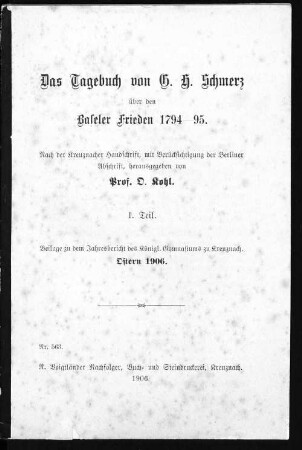 Das Tagebuch von G. H. Schmerz
über den
Baseler Frieden 1794–95.
Nach der Kreuznacher Handschrift, mit Berücksichtigung der Berliner
Abschrift, herausgegeben von
Prof. O. Kohl.
I. Teil.
Beilage zu dem Jahresbericht des Königl. Gymnasiums zu Kreuznach.
Ostern 1906.
Nr. 563.
R. Voigtländer Nachfolger, Buch- und Steindruckerei, Kreuznach.
1906.